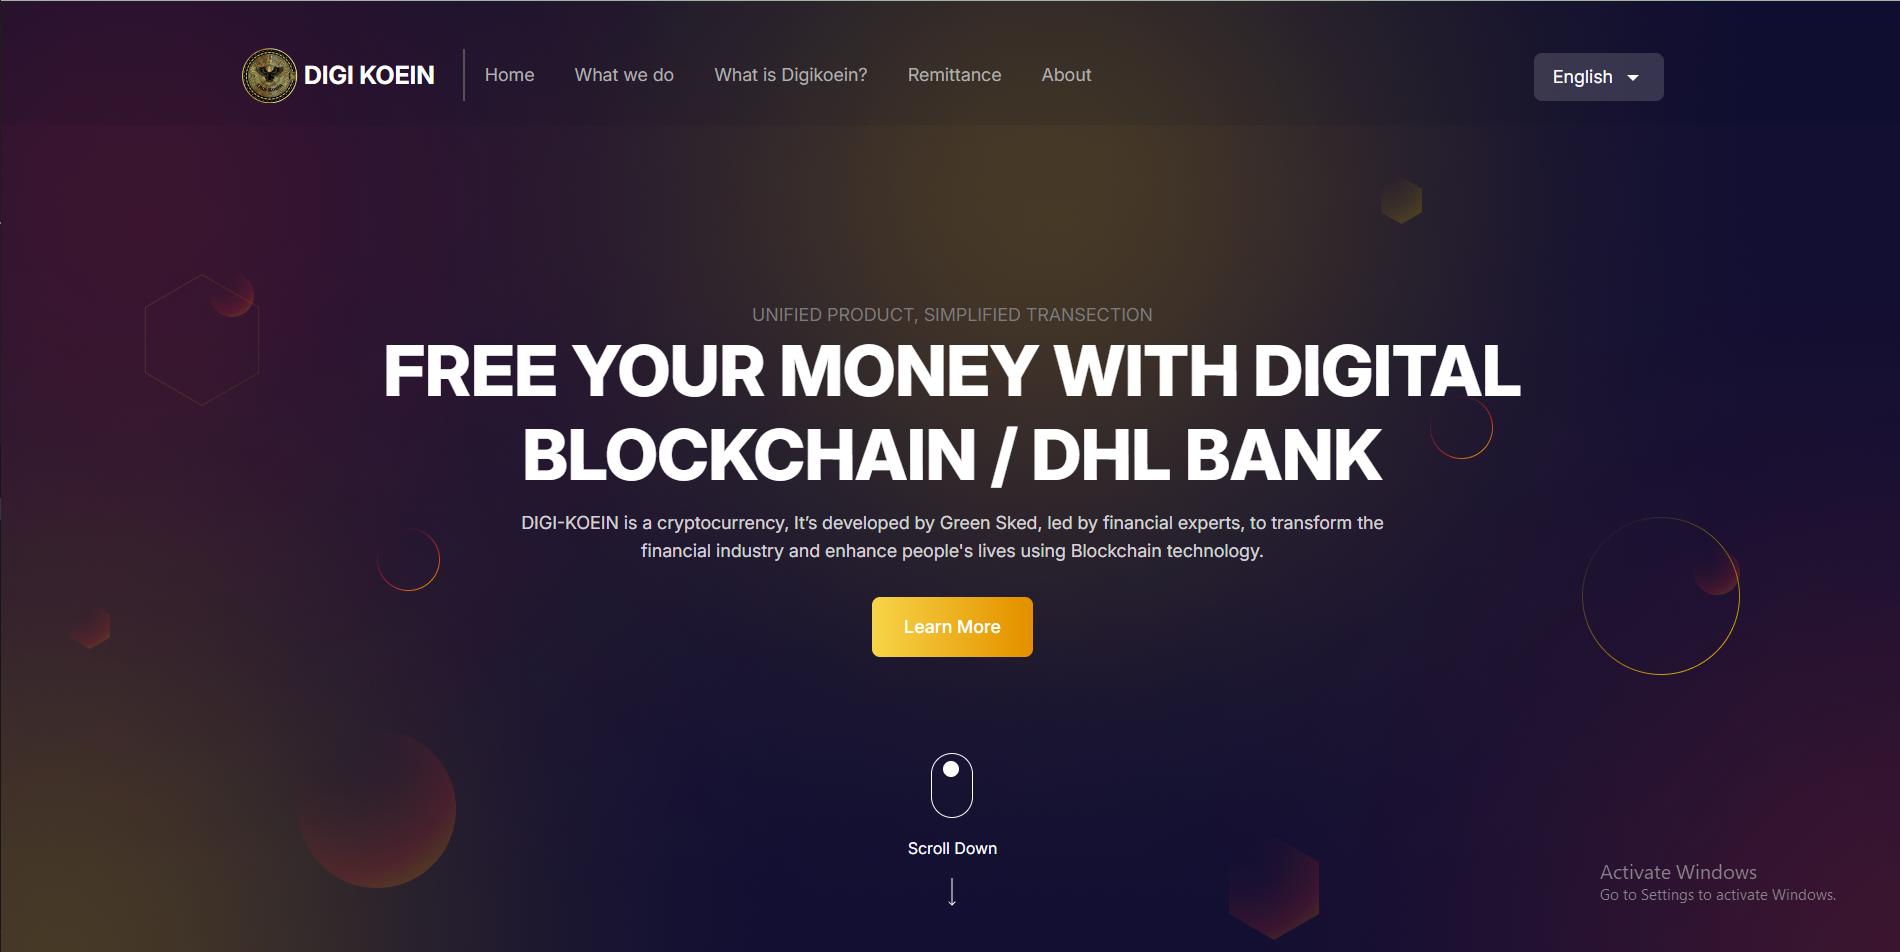 DIGI KOEIN
Home
What we do
What is Digikoein?
Remittance
About
English
UNIFIED PRODUCT, SIMPLIFIED TRANSECTION
FREE YOUR MONEY WITH DIGITAL
BLOCKCHAIN / DHL BANK
DIGI-KOEIN is a cryptocurrency, It’s developed by Green Sked, led by financial experts, to transform the
financial industry and enhance people's lives using Blockchain technology.
Learn More
Scroll Down
Activate Windows
Go to Settings to activate Windows.